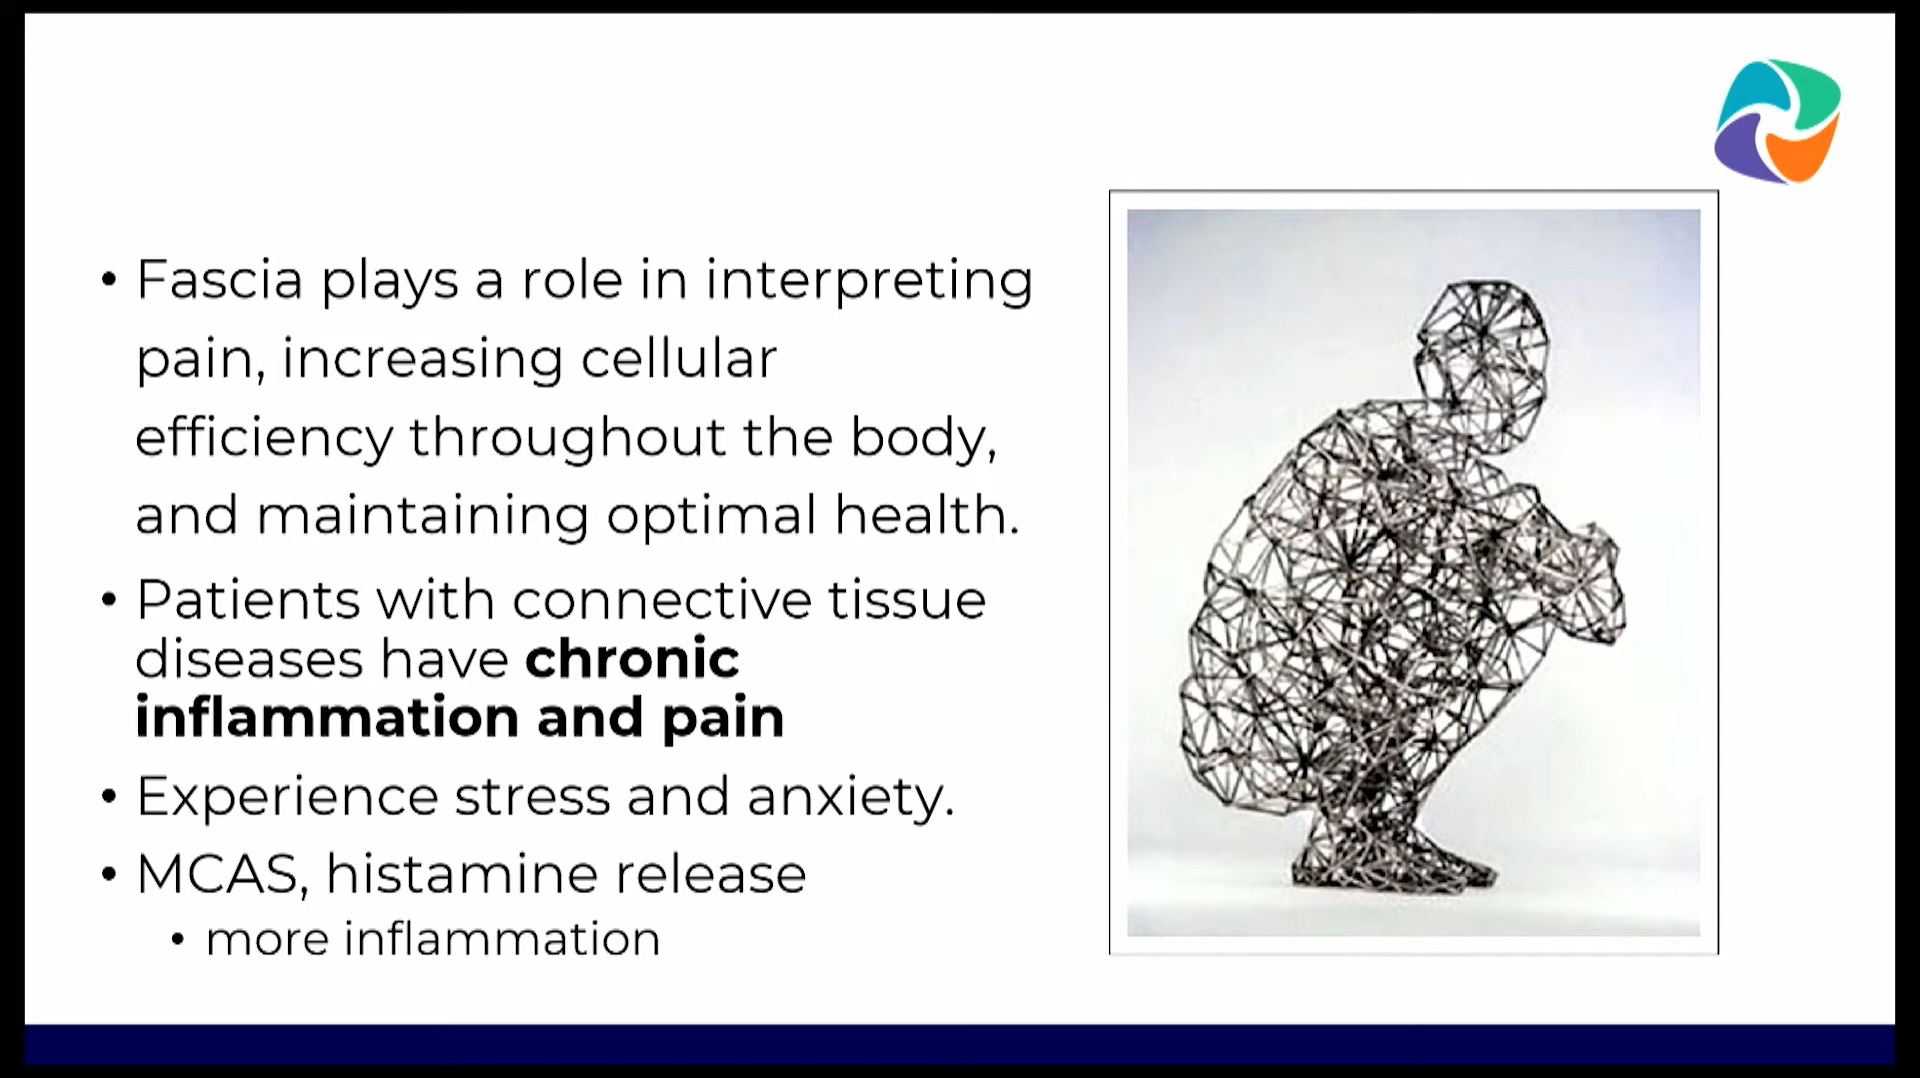 • Fascia plays a role in interpreting
pain, increasing cellular
efficiency throughout the body,
and maintaining optimal health.
• Patients with connective tissue
diseases have chronic
inflammation and pain
• Experience stress and anxiety.
• MCAS, histamine release
• more inflammation